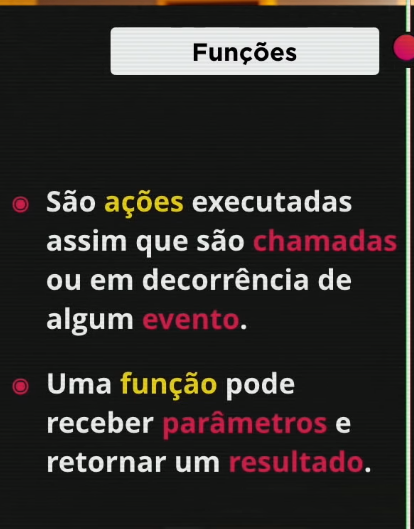 Funções
São ações executadas
assim que são chamadas
ou em decorrência de
algum evento.
Uma função pode
receber parâmetros e
retornar um resultado.